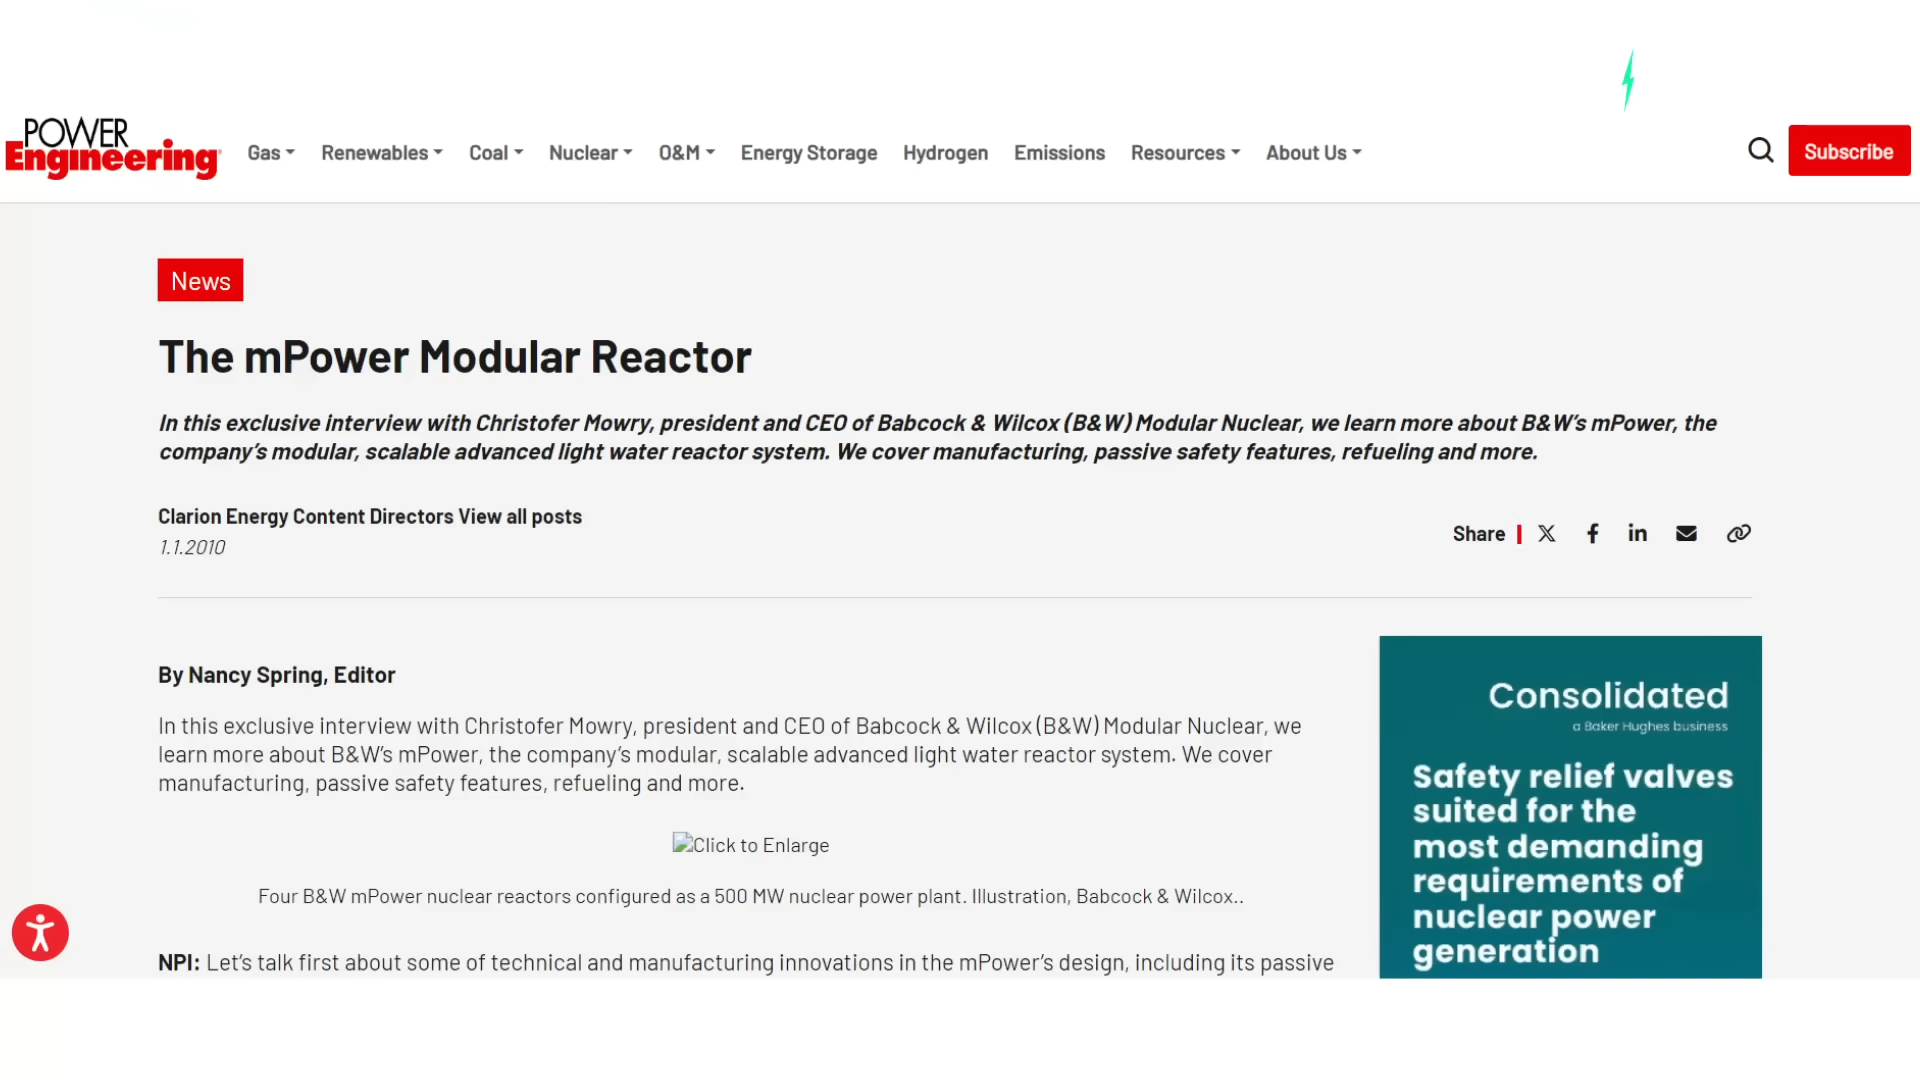 POWER
Engineering
Gas
Renewables
Coal
Nuclear
O&M
Energy Storage
Hydrogen
Emissions
Resources
About Us
Subscribe
News
The mPower Modular Reactor
In this exclusive interview with Christofer Mowry, president and CEO of Babcock & Wilcox (B&W) Modular Nuclear, we learn more about B&W's mPower, the
company's modular, scalable advanced light water reactor system. We cover manufacturing, passive safety features, refueling and more.
Clarion Energy Content Directors View all posts
1.1.2010
Share
By Nancy Spring, Editor
In this exclusive interview with Christofer Mowry, president and CEO of Babcock & Wilcox (B&W) Modular Nuclear, we
learn more about B&W's mPower, the company's modular, scalable advanced light water reactor system. We cover
manufacturing, passive safety features, refueling and more.
Click to Enlarge
Four B&W mPower nuclear reactors configured as a 500 MW nuclear power plant. Illustration, Babcock & Wilcox..
NPI: Let's talk first about some of technical and manufacturing innovations in the mPower's design, including its passive
Consolidated
a Baker Hughes business
Safety relief valves
suited for the
most demanding
requirements of
nuclear power
generation